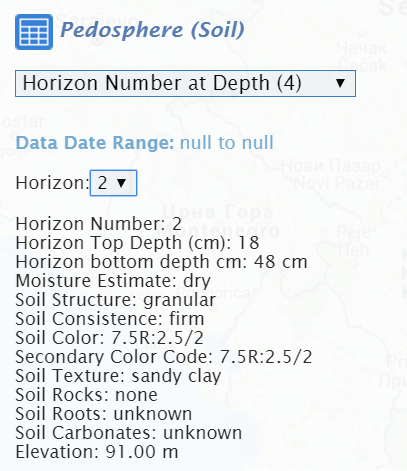 Pedosphere (Soil)
Horizon Number at Depth (4)
Data Date Range: null to null
Horizon: 2
Horizon Number: 2
Horizon Top Depth (cm): 18
Horizon bottom depth cm: 48 cm
Moisture Estimate: dry
Soil Structure: granular
Soil Consistence: firm
Soil Color: 7.5R:2.5/2
Secondary Color Code: 7.5R:2.5/2
Soil Texture: sandy clay
Soil Rocks: none
Soil Roots: unknown
Soil Carbonates: unknown
Elevation: 91.00 m
Чачак
Čačak
Нови Пазар
Novi Pazar
Црна Гора